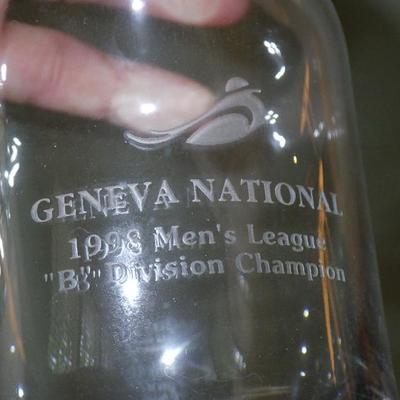 GENEVA NATIONAL
1998 Men's League
"B" Division Champion